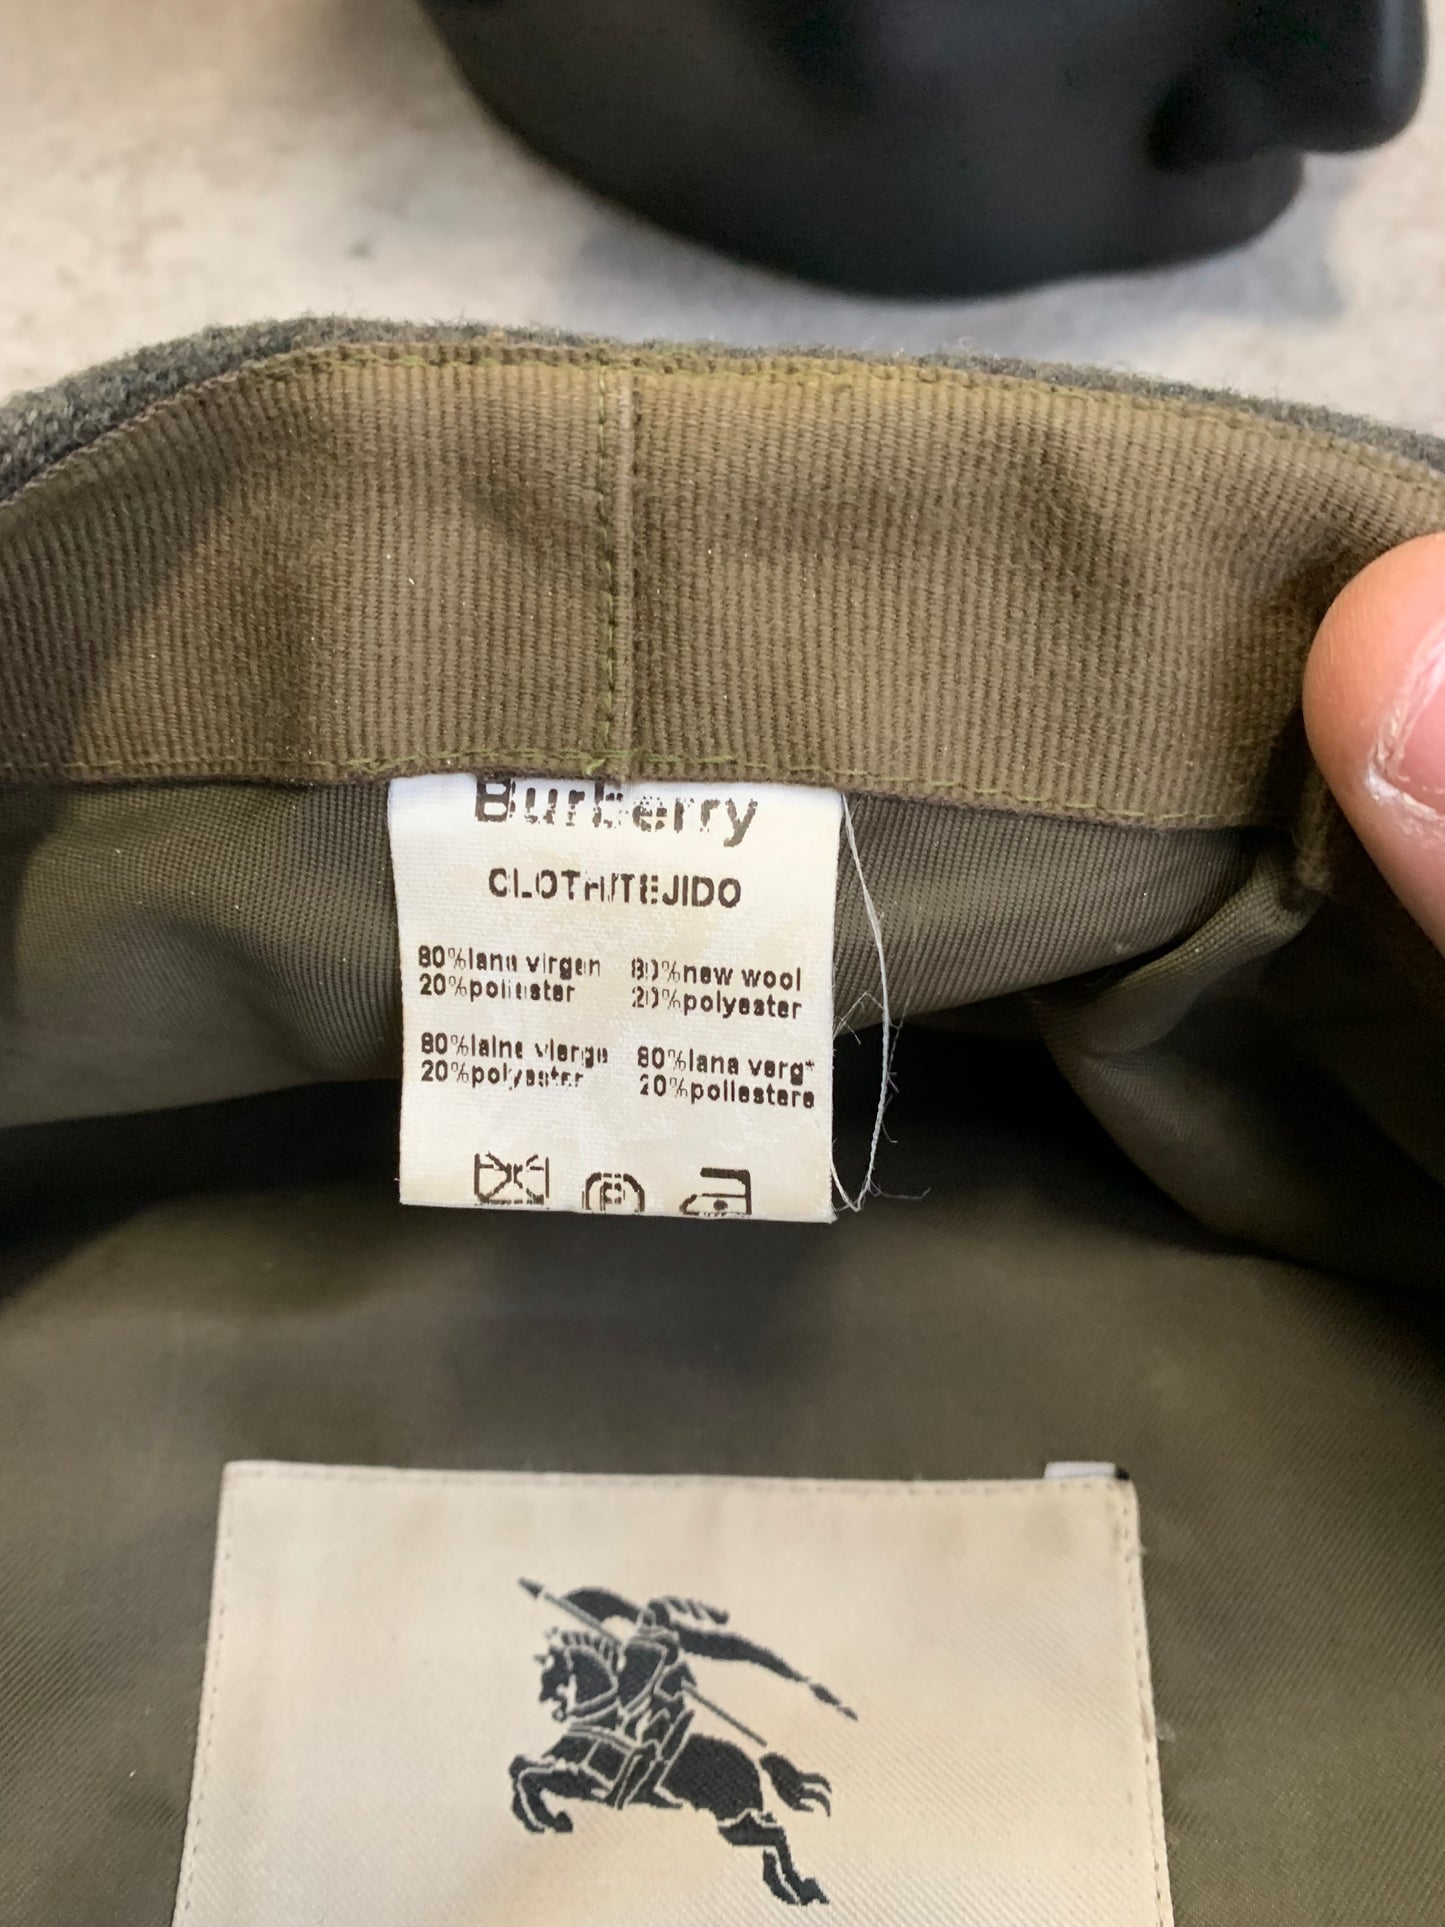 Burberry
CLOTH/TEJIDO
80%lana virgen
20%poliester
80%new wool
20%polyester
80%laine vierge
20%polyester
80%lana verg*
20%poliestere
P